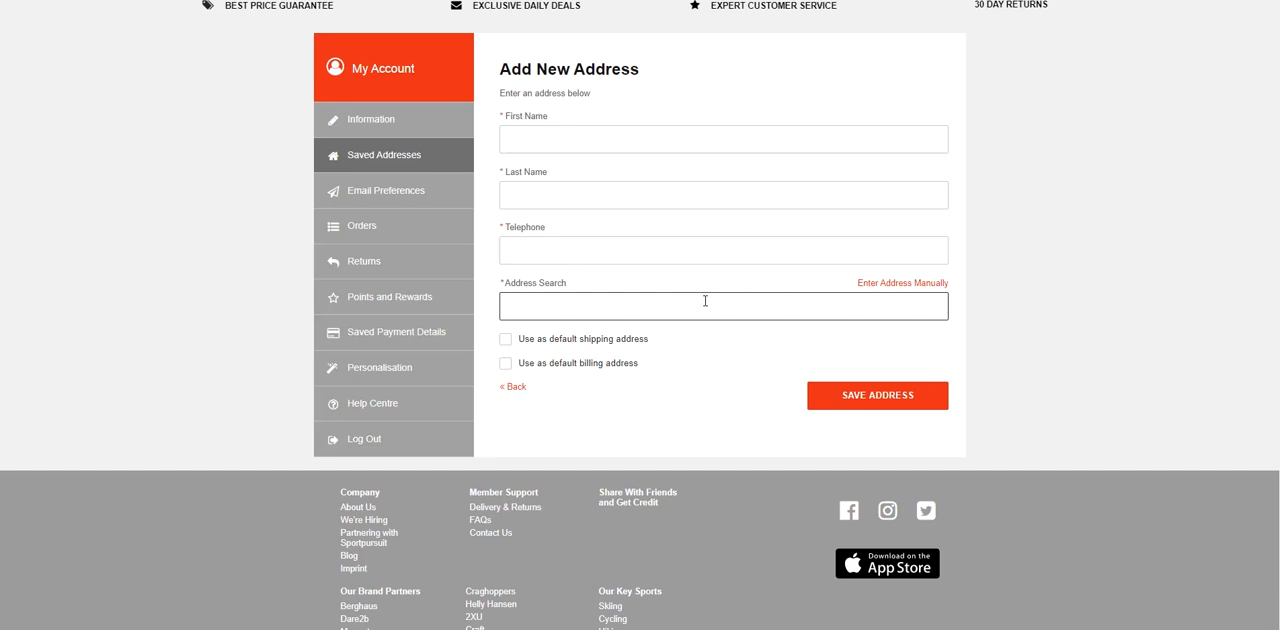 BEST PRICE GUARANTEE
EXCLUSIVE DAILY DEALS
EXPERT CUSTOMER SERVICE
30 DAY RETURNS
My Account
Information
Saved Addresses
Email Preferences
Orders
Returns
Points and Rewards
Saved Payment Details
Personalisation
Help Centre
Log Out
Add New Address
Enter an address below
* First Name
* Last Name
* Telephone
*Address Search
Enter Address Manually
Use as default shipping address
Use as default billing address
« Back
SAVE ADDRESS
Company
About Us
We're Hiring
Partnering with
Sportpursuit
Blog
Imprint
Member Support
Delivery & Returns
FAQs
Contact Us
Share With Friends
and Get Credit
Download on the
App Store
Our Brand Partners
Berghaus
Dare2b
Craghoppers
Helly Hansen
2XU
Our Key Sports
Skiing
Cycling